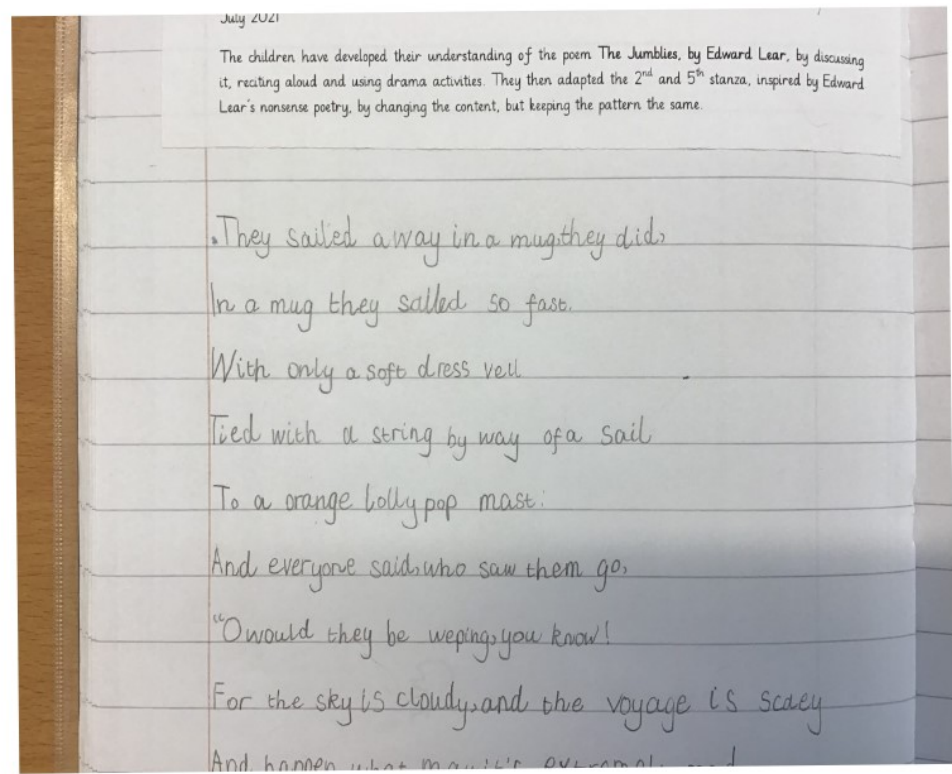 July 2021
The children have developed their understanding of the poem The Jumblies, by Edward Lear, by discussing
it, reciting aloud and using drama activities. They then adapted the 2nd and 5th stanza, inspired by Edward
Lear's nonsense poetry, by changing the content, but keeping the pattern the same.
They sailed away in a mug, they did,
In a mug they sailed so fast.
With only a soft dress veil
Tied with a string by way of a sail
To a orange lolly pop mast:
And everyone said, who saw them go,
"O would they be weping, you know!
For the sky is cloudy, and the voyage is scaey
And happen what may, it's